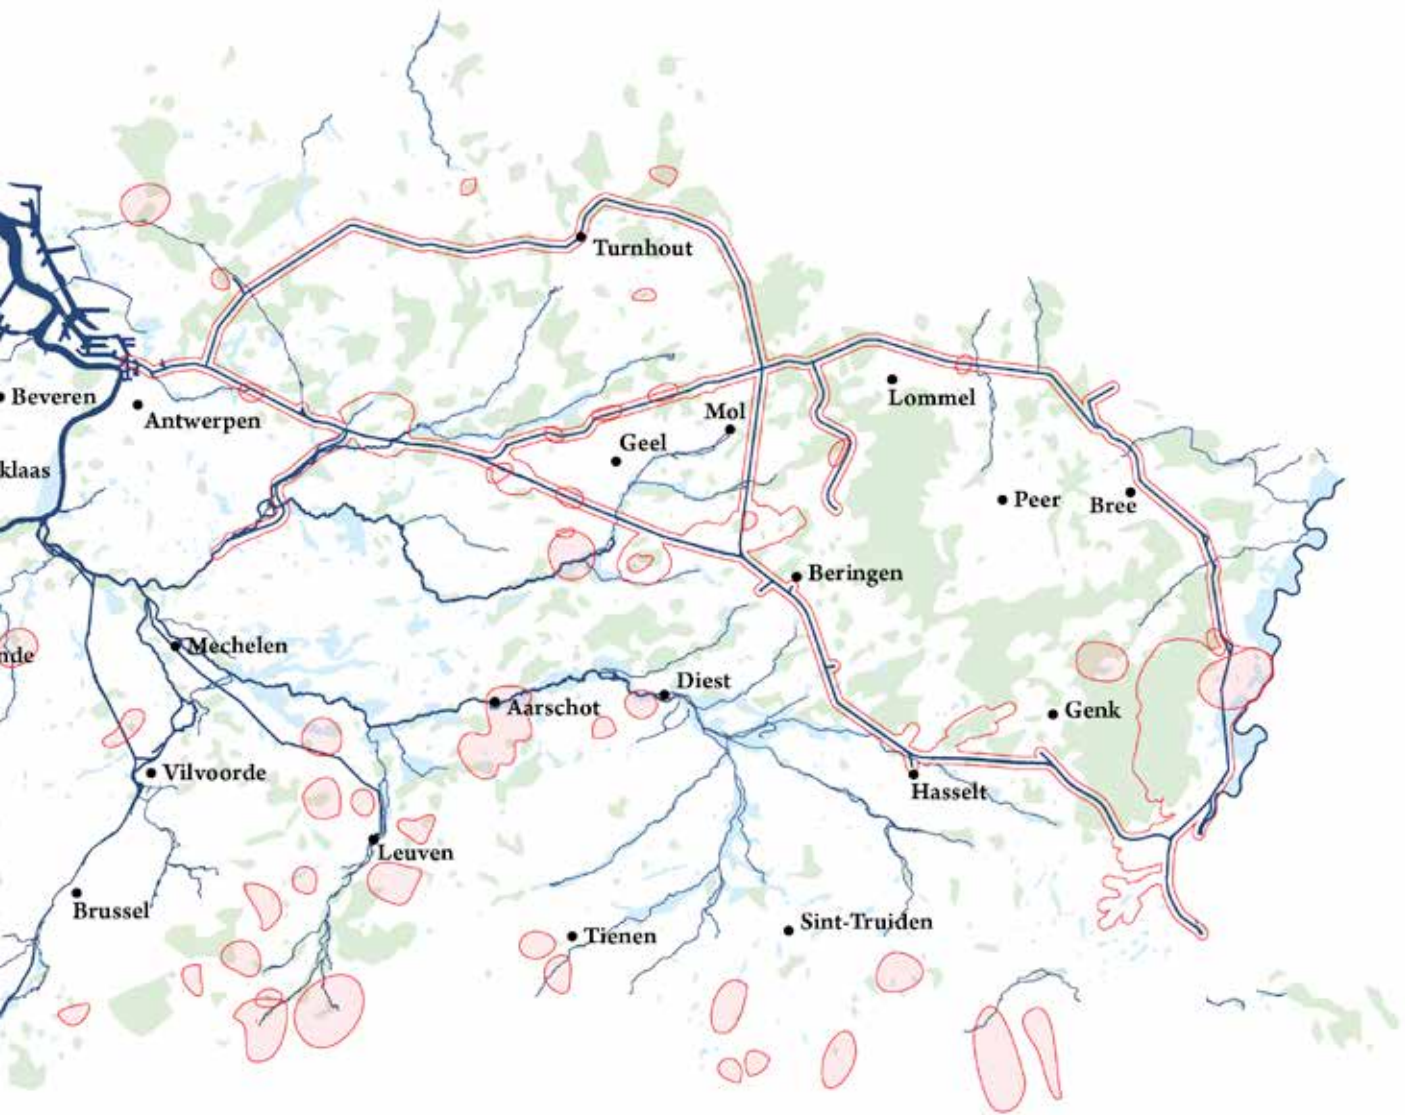 Turnhout
Beveren
Antwerpen
Lommel
Mol
Geel
klaas
Peer
Bree
Beringen
Mechelen
nde
Diest
Aarschot
Genk
Vilvoorde
Hasselt
Leuven
Brussel
Sint-Truiden
Tienen